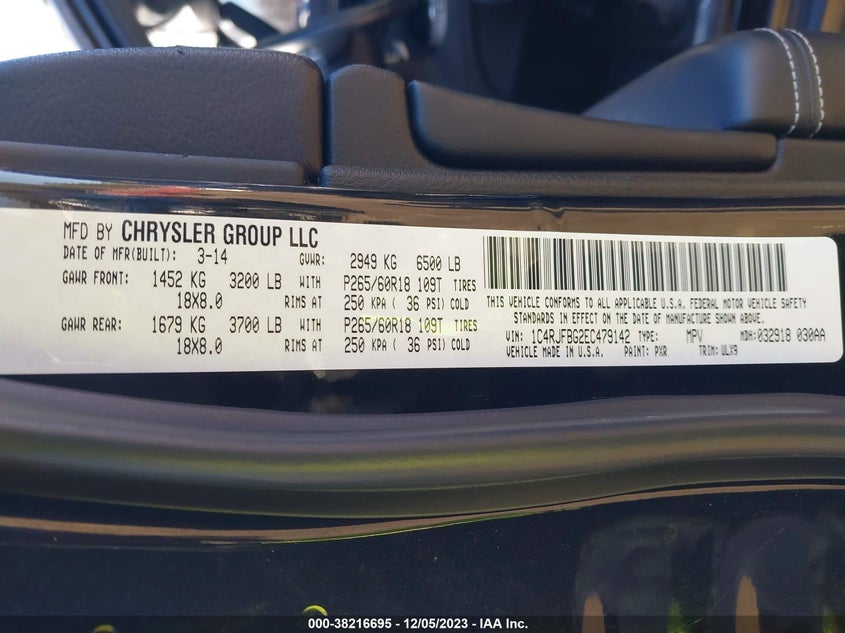 MFD BY CHRYSLER GROUP LLC
DATE OF MFR(BUILT): 3-14 GVWR: 2949 KG 6500 LB
GAWR FRONT: 1452 KG 3200 LB WITH P265/60R18 109T TIRES
18X8.0 RIMS AT 250 KPA ( 36 PSI) COLD
GAWR REAR: 1679 KG 3700 LB WITH P265/60R18 109T TIRES
18X8.0 RIMS AT 250 KPA ( 36 PSI) COLD
THIS VEHICLE CONFORMS TO ALL APPLICABLE U.S.A. FEDERAL MOTOR VEHICLE SAFETY
STANDARDS IN EFFECT ON THE DATE OF MANUFACTURE SHOWN ABOVE.
VIN: 1C4RJFBG2EC479142 TYPE: MPV MDH: 032918 030AA
VEHICLE MADE IN U.S.A. PAINT: PXR TRIM: ULX9
000-38216695 - 12/05/2023 - IAA Inc.